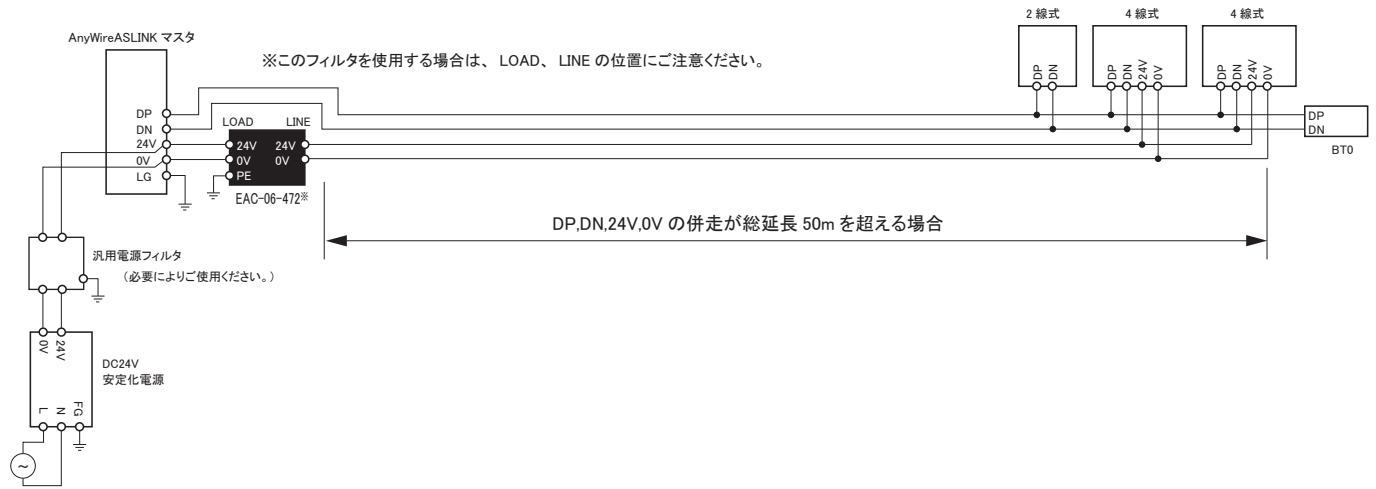 2 線式
4 線式
4 線式
AnyWireASLINK マスタ
※このフィルタを使用する場合は、LOAD、LINE の位置にご注意ください。
DP
DN
DP
DN
24V
0V
DP
DN
24V
0V
DP
DN
24V
0V
LG
LOAD
LINE
24V
24V
0V
0V
PE
EAC-06-472※
DP
DN
BT0
DP,DN,24V,0V の併走が総延長 50m を超える場合
汎用電源フィルタ
(必要によりご使用ください。)
0V
24V
DC24V
安定化電源
L
N
FG
~